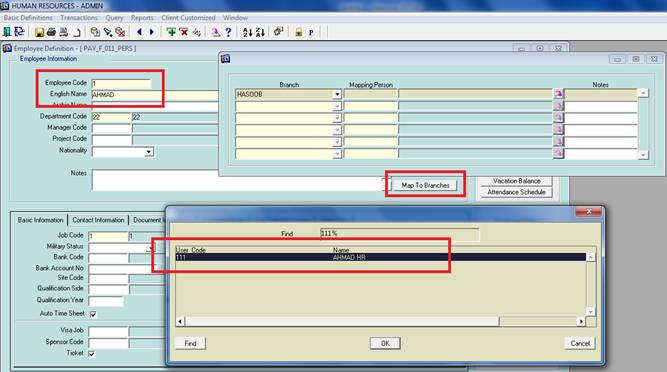 HUMAN RESOURCES - ADMIN
Basic Definitions Transactions Query Reports Client Customized Window
Employee Definition - [ PAY_F_011_PERS ]
Employee Information
Employee Code 1
English Name AHMAD
Arabic Name
Department Code 22 22
Manager Code
Project Code
Nationality
Notes
Map To Branches
Vacation Balance
Attendance Schedule
Branch Mapping Person Notes
HASOOB
Basic Information Contact Information Document
Job Code 1 1
Military Status
Bank Code
Bank Account No
Site Code
Qualification Side
Qualification Year
Auto Time Sheet
Visa Job
Sponsor Code
Ticket
Find 111%
User Code Name
111 AHMAD HR
Find OK Cancel